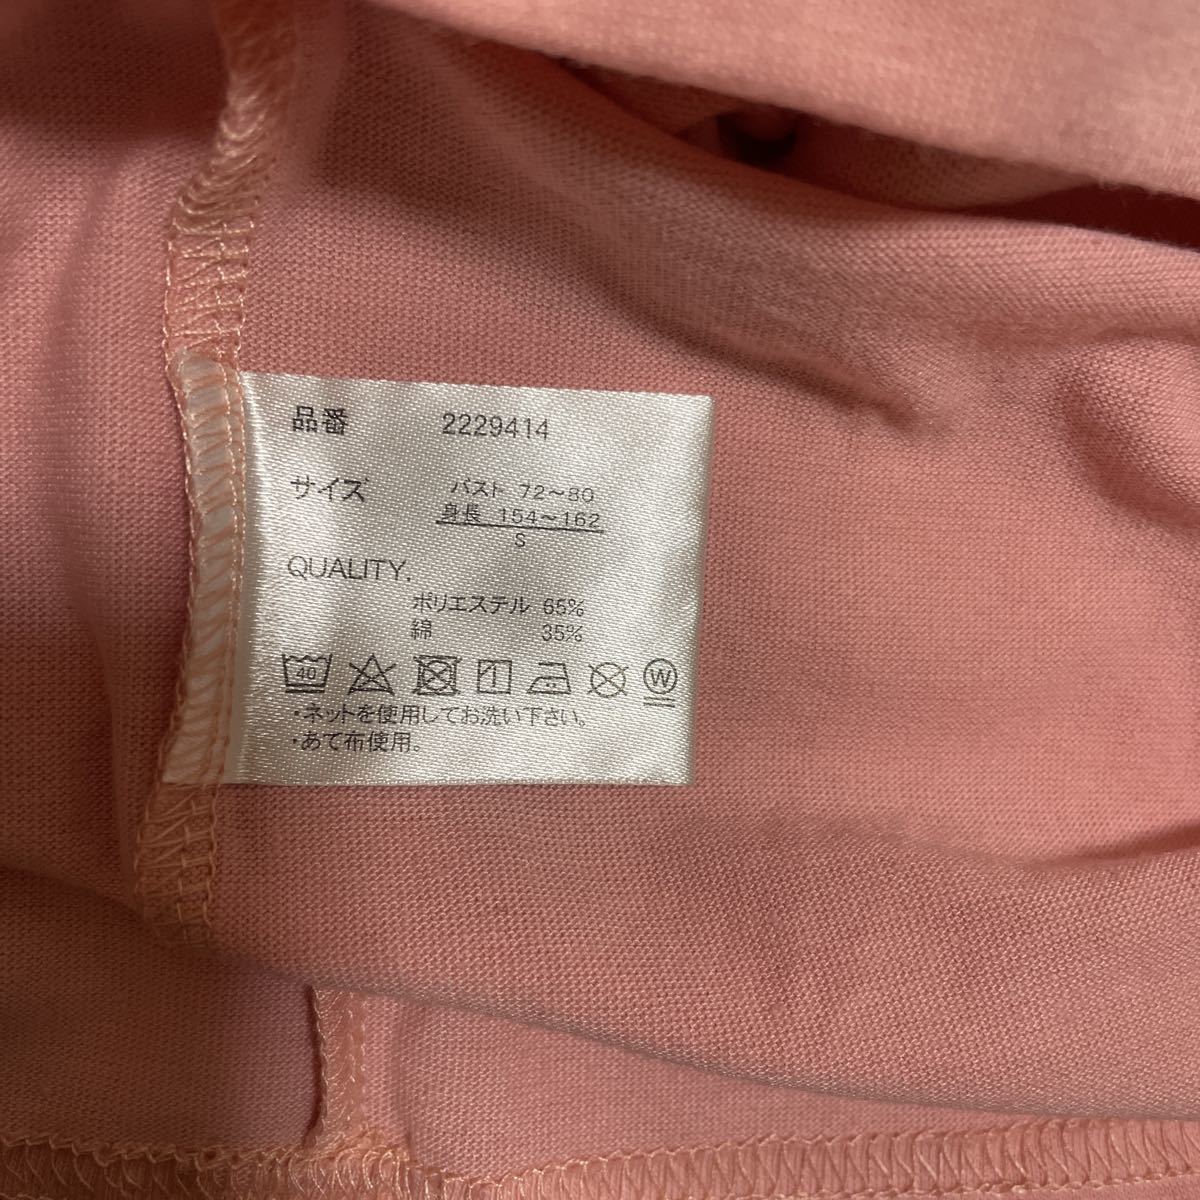 品番 2229414
サイズ バスト 72〜80
身長 154〜162
S
QUALITY.
ポリエステル 65%
綿 35%
40 W
・ネットを使用してお洗い下さい。
・あて布使用。